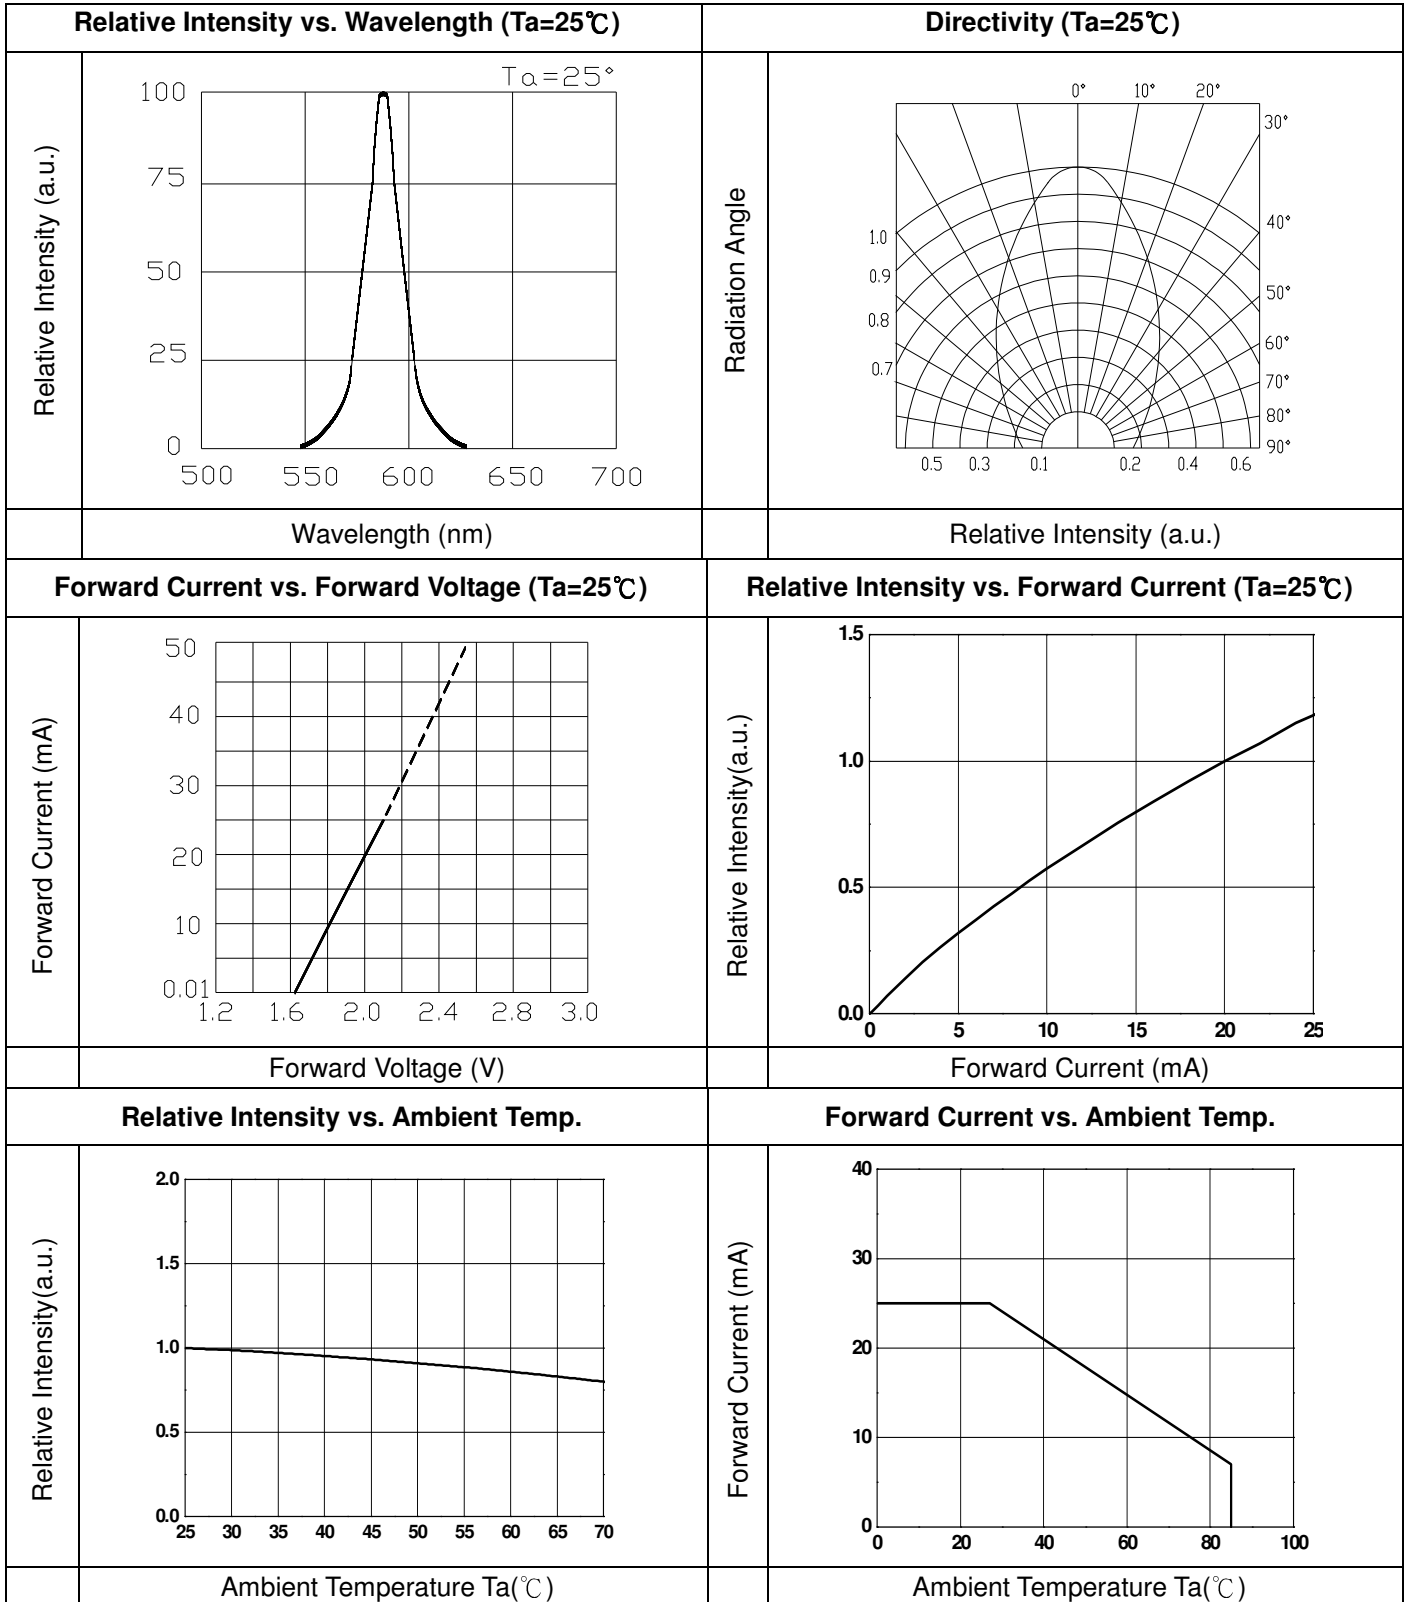 Relative Intensity vs. Wavelength (Ta=25℃)
Directivity (Ta=25℃)
Relative Intensity (a.u.)
Ta=25°
100
75
50
25
0
500 550 600 650 700
Wavelength (nm)
Radiation Angle
0° 10° 20°
30°
40°
50°
60°
70°
80°
90°
1.0
0.9
0.8
0.7
0.5 0.3 0.1 0.2 0.4 0.6
Relative Intensity (a.u.)
Forward Current vs. Forward Voltage (Ta=25℃)
Relative Intensity vs. Forward Current (Ta=25℃)
Forward Current (mA)
50
40
30
20
10
0.01
1.2 1.6 2.0 2.4 2.8 3.0
Forward Voltage (V)
Relative Intensity(a.u.)
1.5
1.0
0.5
0.0
0 5 10 15 20 25
Forward Current (mA)
Relative Intensity vs. Ambient Temp.
Forward Current vs. Ambient Temp.
Relative Intensity(a.u.)
2.0
1.5
1.0
0.5
0.0
25 30 35 40 45 50 55 60 65 70
Ambient Temperature Ta(℃)
Forward Current (mA)
40
30
20
10
0
0 20 40 60 80 100
Ambient Temperature Ta(℃)